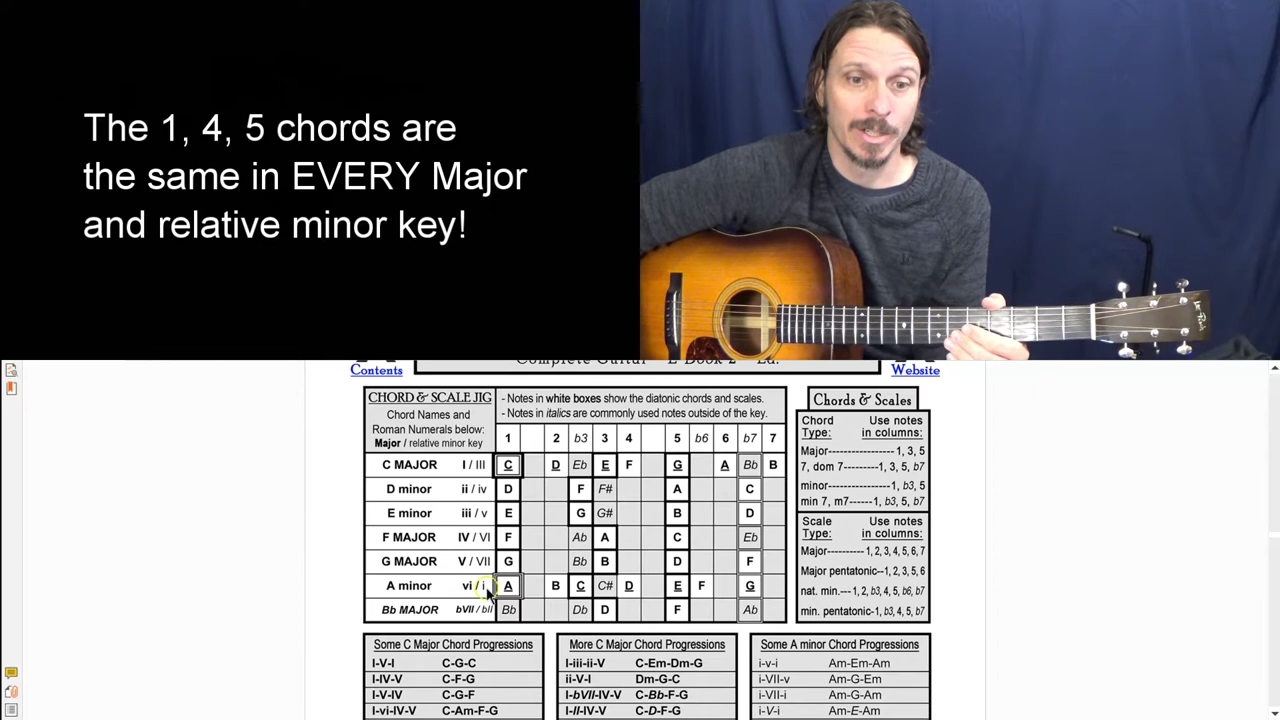 The 1, 4, 5 chords are
the same in EVERY Major
and relative minor key!
Contents
Website
CHORD & SCALE JIG
Chord Names and
Roman Numerals below:
Major / relative minor key
- Notes in white boxes show the diatonic chords and scales.
- Notes in italics are commonly used notes outside of the key.
1 2 b3 3 4 5 b6 6 b7 7
C MAJOR I / III C D Eb E F G A Bb B
D minor ii / iv D F F# A C
E minor iii / v E G G# B D
F MAJOR IV / VI F Ab A C Eb
G MAJOR V / VII G Bb B D F
A minor vi / i A B C C# D E F G
Bb MAJOR bVII / bII Bb Db D F Ab
Chords & Scales
Chord Use notes
Type: in columns:
Major----------------- 1, 3, 5
7, dom 7---------1, 3, 5, b7
minor---------------1, b3, 5
min 7, m7------1, b3, 5, b7
Scale Use notes
Type: in columns:
Major---------- 1, 2, 3, 4, 5, 6, 7
Major pentatonic--1, 2, 3, 5, 6
nat. min.--- 1, 2, b3, 4, 5, b6, b7
min. pentatonic-1, b3, 4, 5, b7
Some C Major Chord Progressions
I-V-I C-G-C
I-IV-V C-F-G
I-V-IV C-G-F
I-vi-IV-V C-Am-F-G
More C Major Chord Progressions
I-iii-ii-V C-Em-Dm-G
ii-V-I Dm-G-C
I-bVII-IV-V C-Bb-F-G
I-II-IV-V C-D-F-G
Some A minor Chord Progressions
i-v-i Am-Em-Am
i-VII-v Am-G-Em
i-VII-i Am-G-Am
i-V-i Am-E-Am